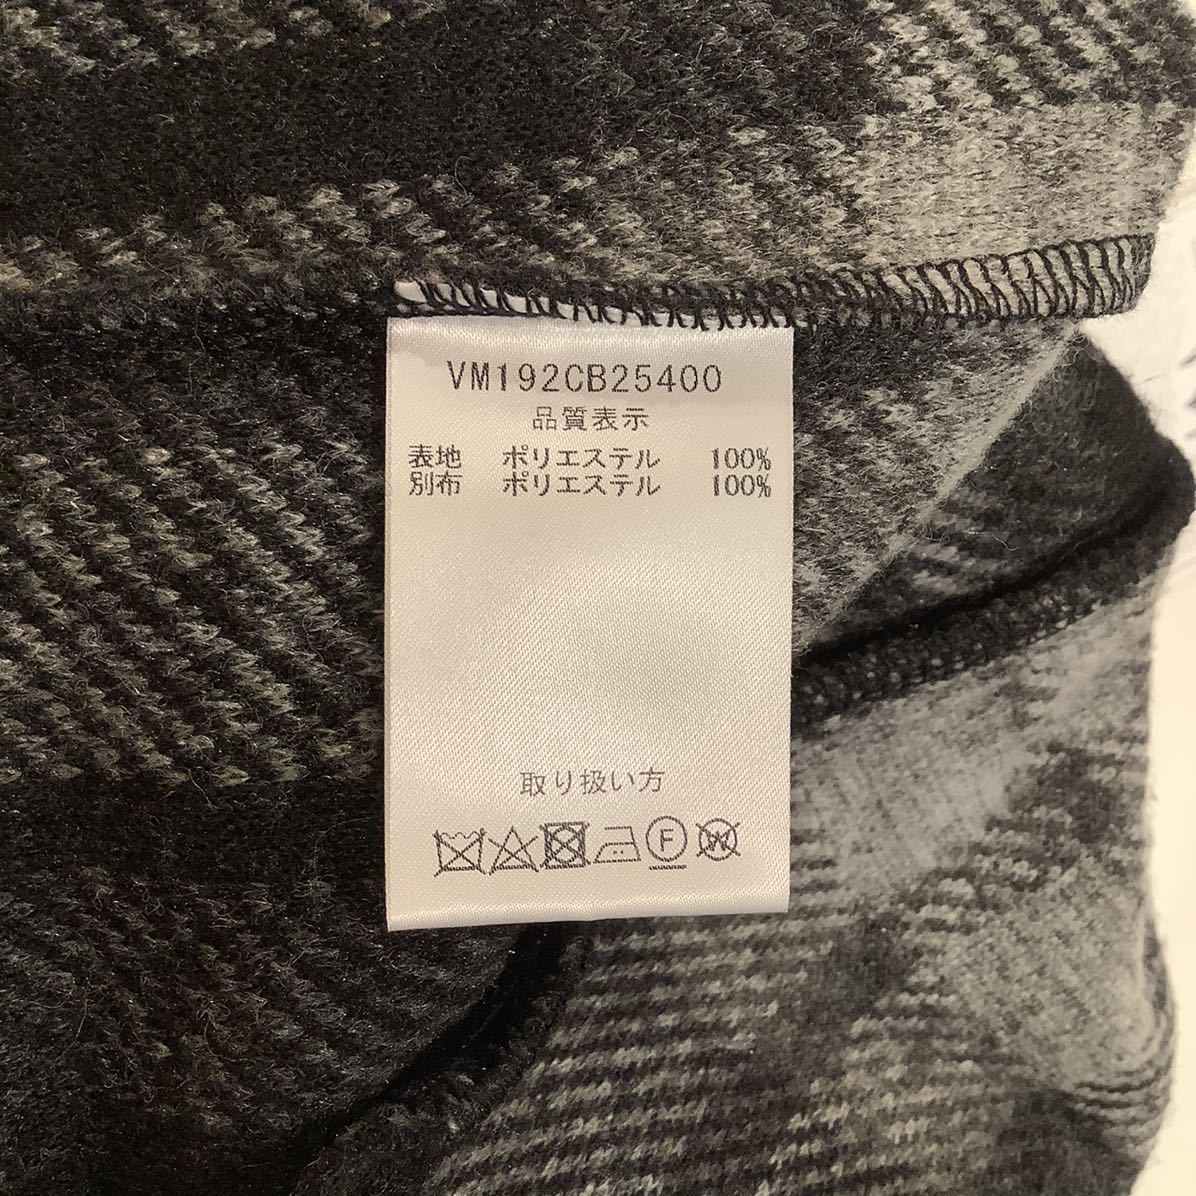 VM192CB25400
品質表示
表地 ポリエステル 100%
別布 ポリエステル 100%
取り扱い方
F W